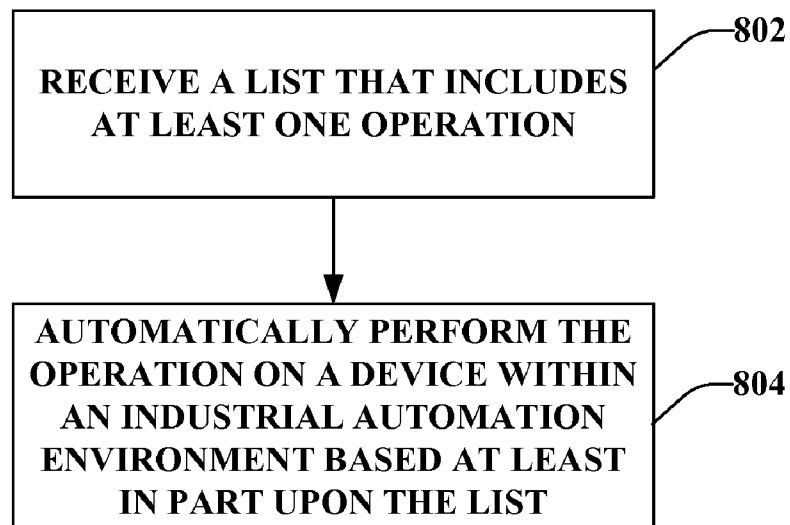 802
RECEIVE A LIST THAT INCLUDES
AT LEAST ONE OPERATION
AUTOMATICALLY PERFORM THE
OPERATION ON A DEVICE WITHIN
AN INDUSTRIAL AUTOMATION
ENVIRONMENT BASED AT LEAST
IN PART UPON THE LIST
804